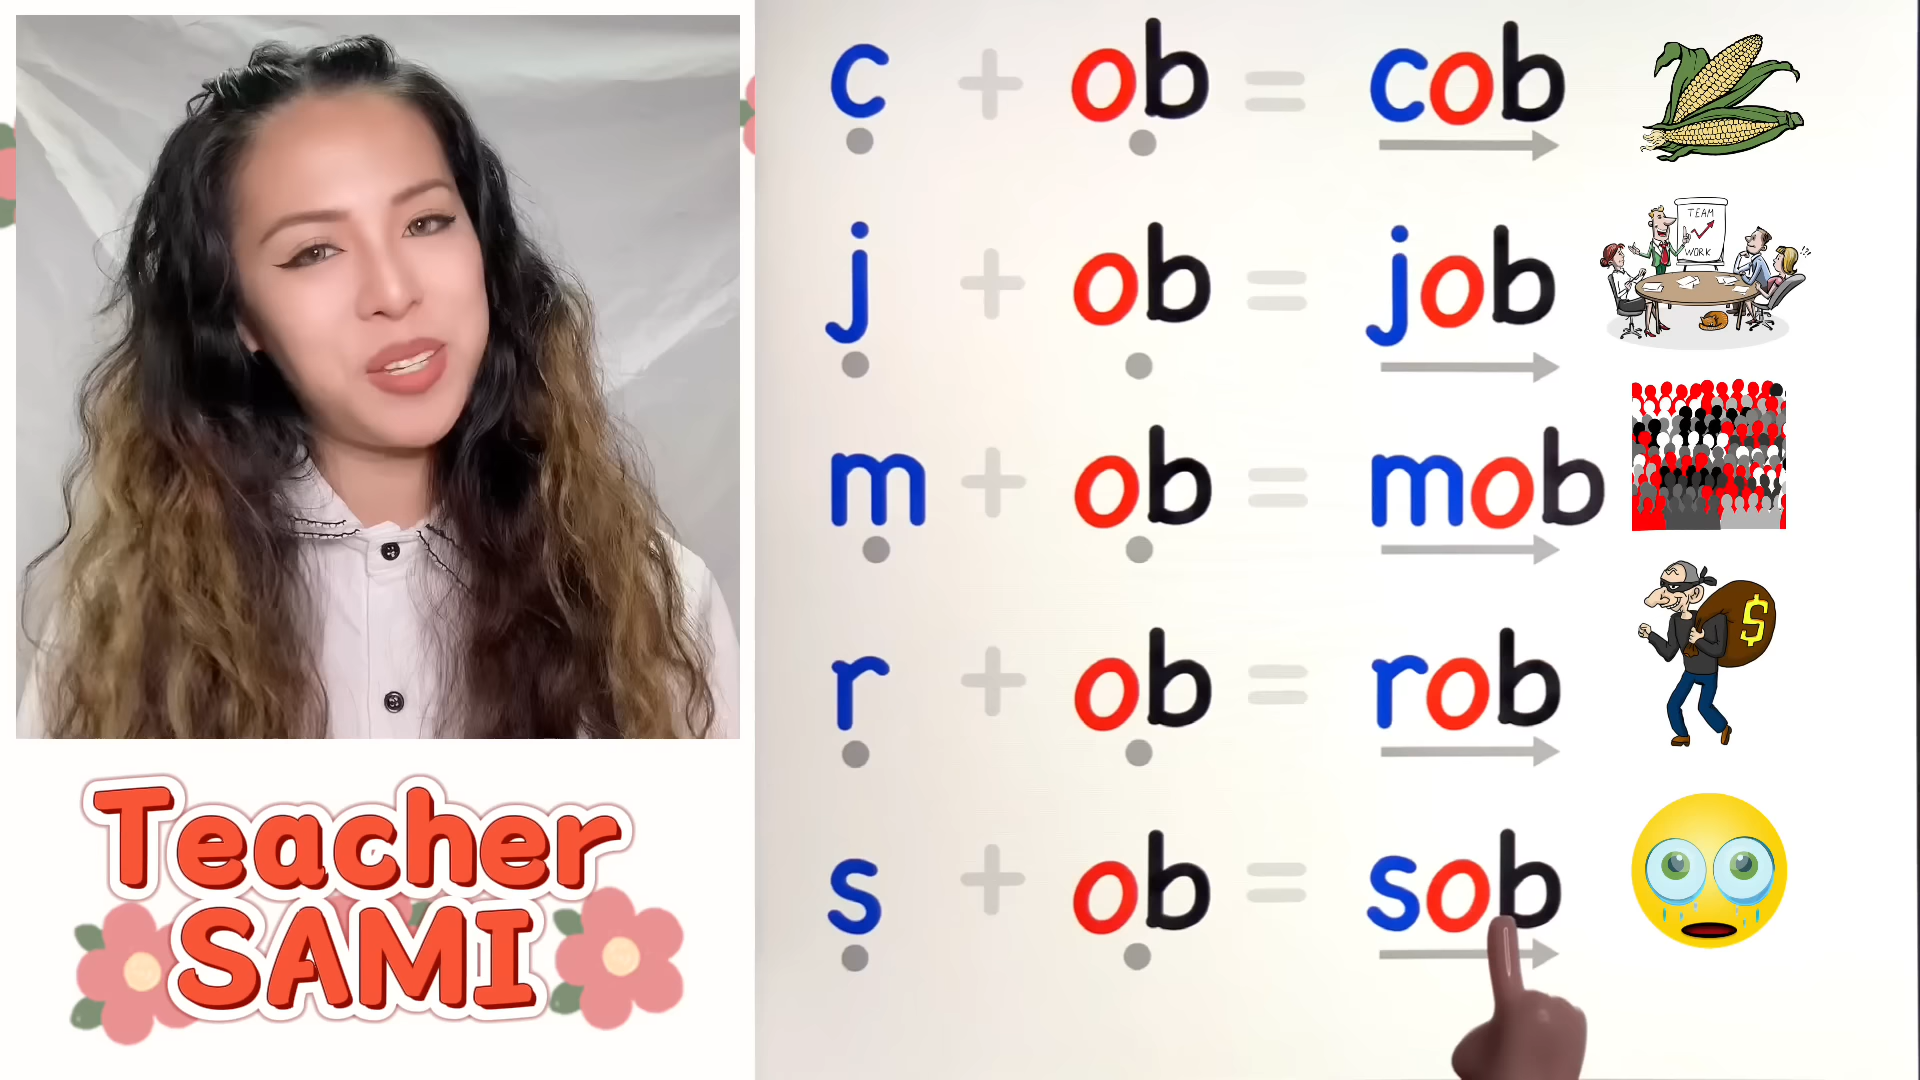 c + ob = cob
j + ob = job
TEAM
WORK
!?!
m + ob = mob
r + ob = rob
$
s + ob = sob
Teacher
SAMI